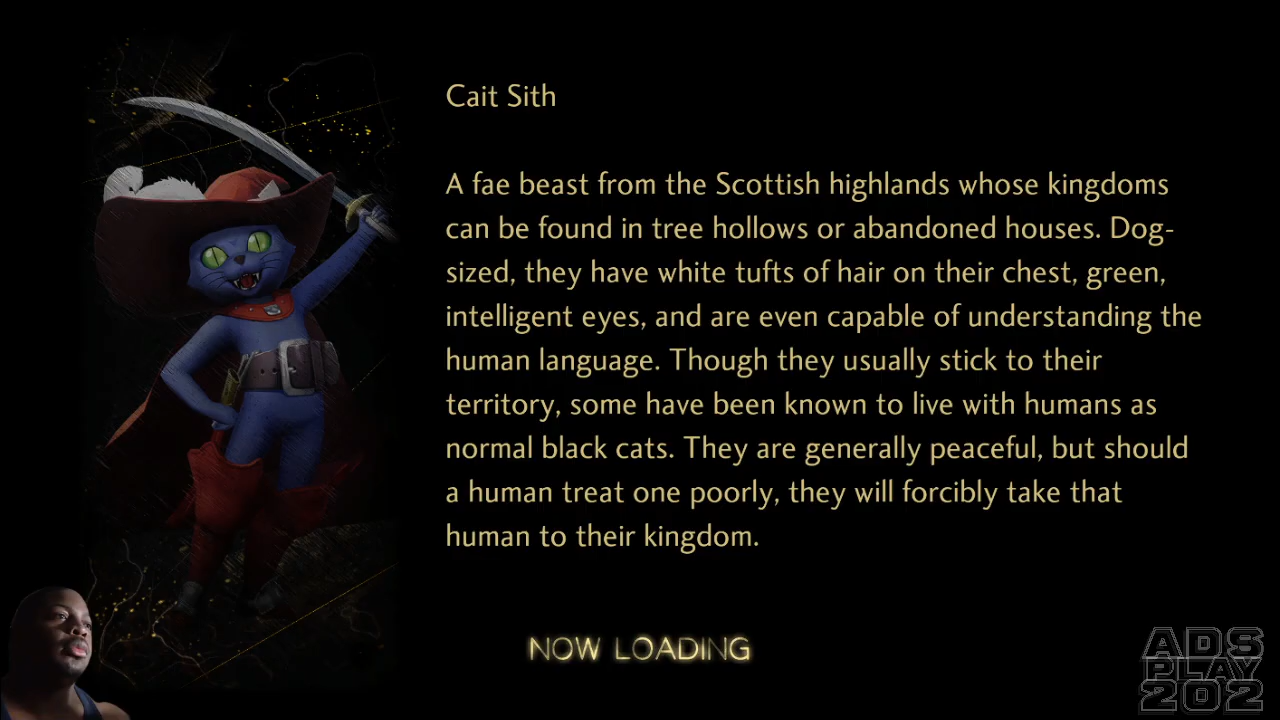 Cait Sith
A fae beast from the Scottish highlands whose kingdoms
can be found in tree hollows or abandoned houses. Dog-
sized, they have white tufts of hair on their chest, green,
intelligent eyes, and are even capable of understanding the
human language. Though they usually stick to their
territory, some have been known to live with humans as
normal black cats. They are generally peaceful, but should
a human treat one poorly, they will forcibly take that
human to their kingdom.
NOW LOADING
ADS
PLAY
202